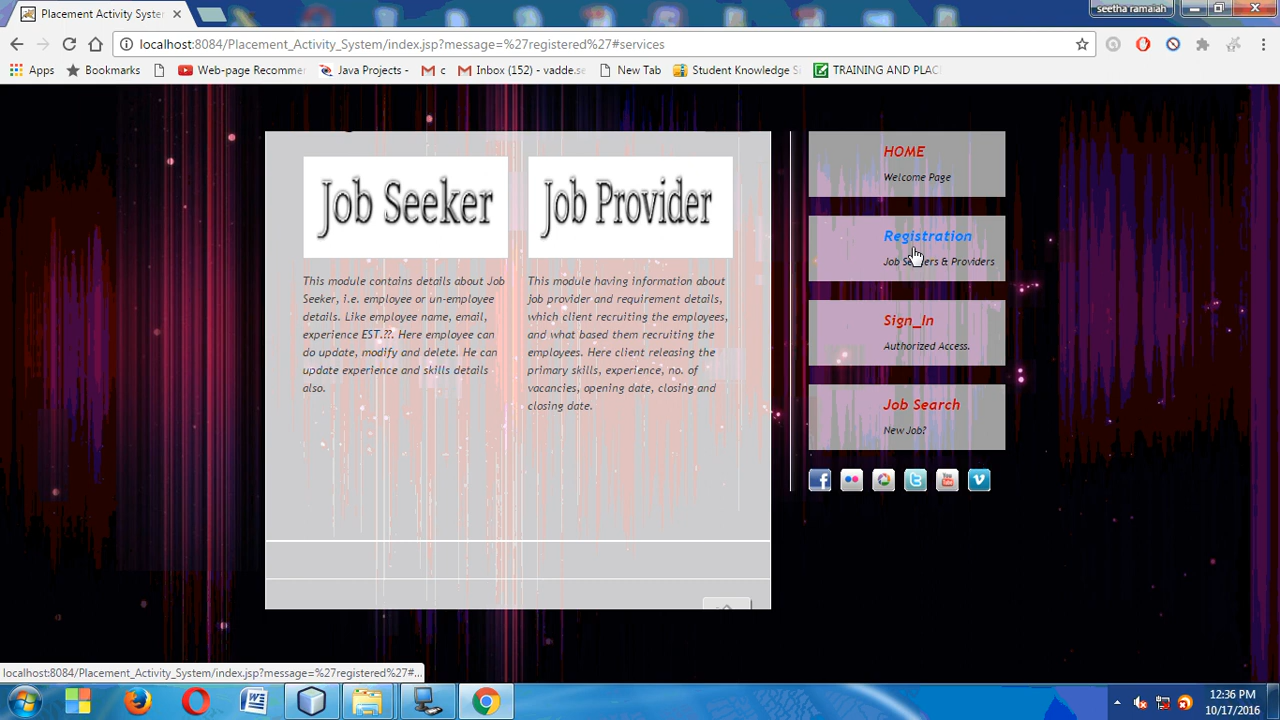 Placement Activity Syster
seetha ramaiah
localhost:8084/Placement_Activity_System/index.jsp?message=%27registered%27#services
Apps Bookmarks Web-page Recomme Java Projects - c Inbox (152) - vadde.se New Tab Student Knowledge Si TRAINING AND PLAC
Job Seeker
This module contains details about Job
Seeker, i.e. employee or un-employee
details. Like employee name, email,
experience EST.??. Here employee can
do update, modify and delete. He can
update experience and skills details
also.
Job Provider
This module having information about
job provider and requirement details,
which client recruiting the employees,
and what based them recruiting the
employees. Here client releasing the
primary skills, experience, no. of
vacancies, opening date, closing and
closing date.
HOME
Welcome Page
Registration
Job Seekers & Providers
Sign_In
Authorized Access.
Job Search
New Job?
localhost:8084/Placement_Activity_System/index.jsp?message=%27registered%27#...
12:36 PM
10/17/2016